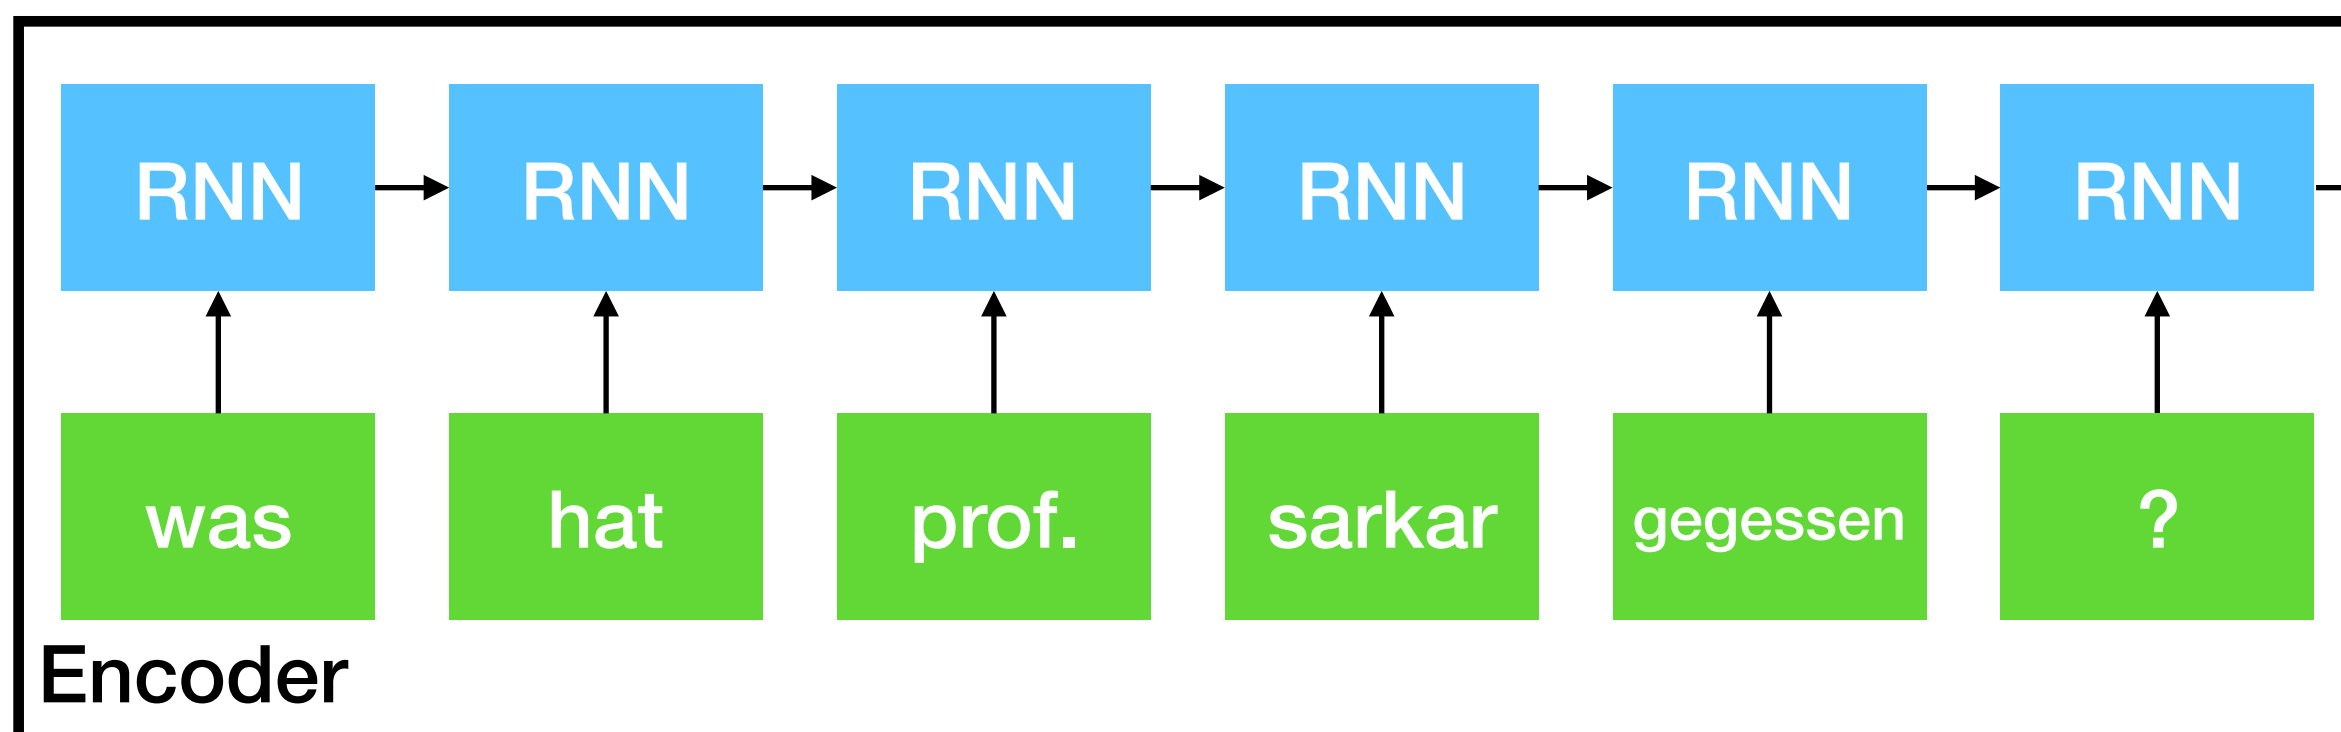 RNN RNN RNN RNN RNN RNN
was hat prof. sarkar gegessen ?
Encoder